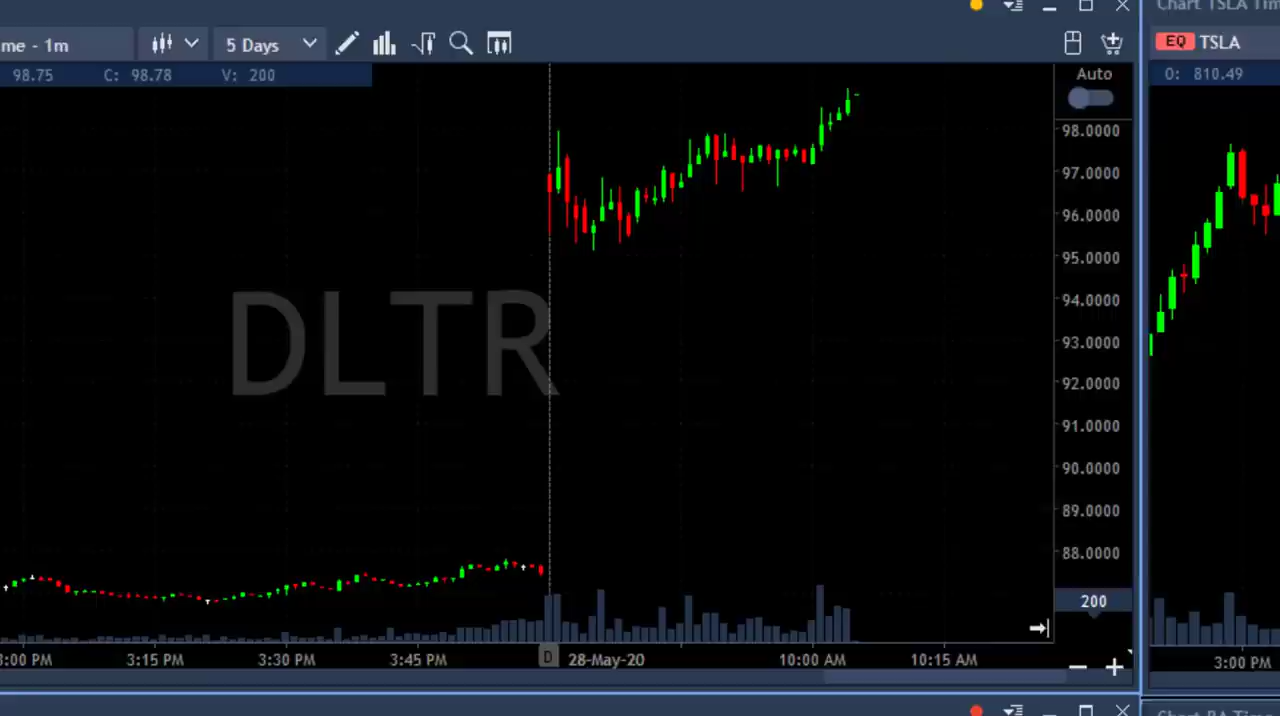 Chart TSLA Tim
me - 1m
5 Days
EQ TSLA
98.75 C: 98.78 V: 200
Auto
O: 810.49
98.0000
97.0000
96.0000
95.0000
94.0000
93.0000
92.0000
91.0000
90.0000
89.0000
88.0000
DLTR
200
3:00 PM 3:15 PM 3:30 PM 3:45 PM D 28-May-20 10:00 AM 10:15 AM
3:00 PM